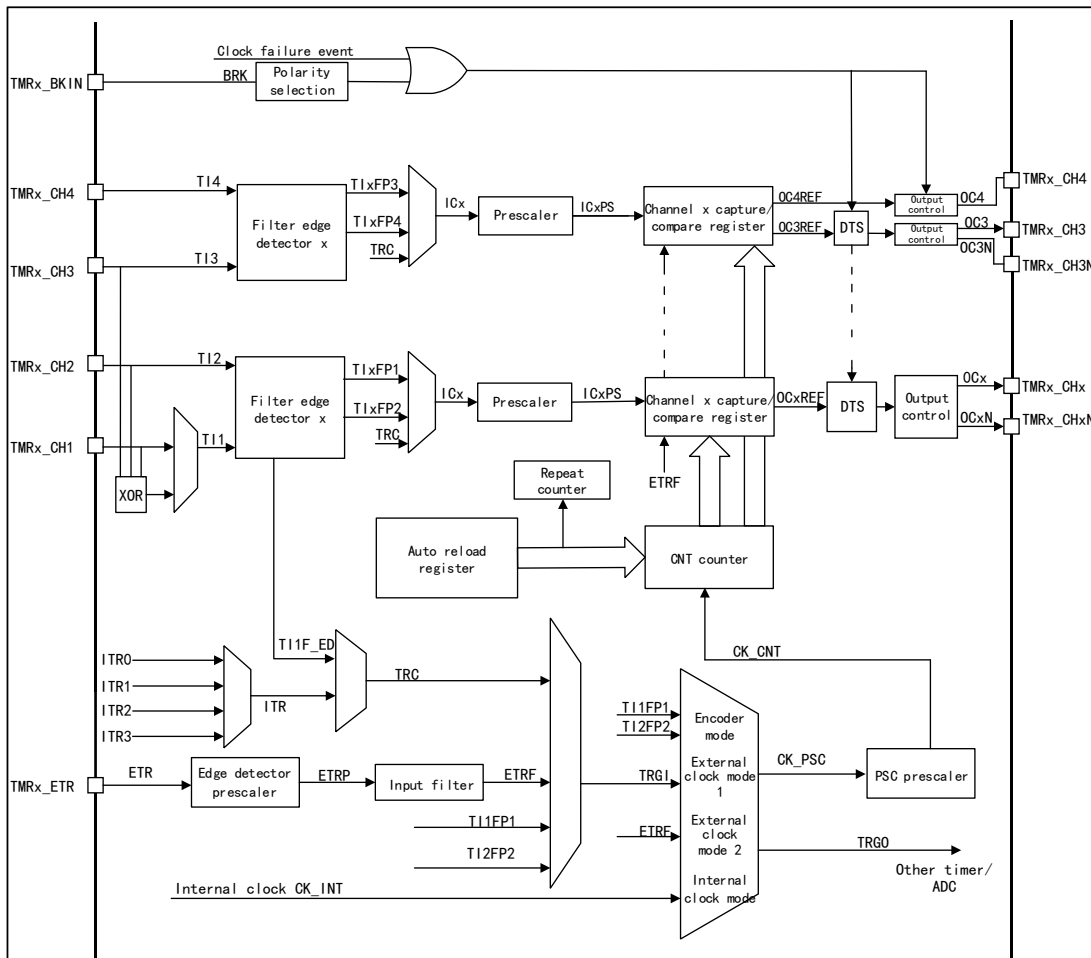 Clock failure event
TMRx_BKIN
BRK
Polarity
selection
TMRx_CH4
TI4
TIxFP3
TIxFP4
TRC
ICx
Prescaler
ICxPS
Filter edge
detector x
Channel x capture/
compare register
OC4REF
OC3REF
DTS
Output
control
OC4
TMRx_CH4
Output
control
OC3
OC3N
TMRx_CH3
TMRx_CH3N
TMRx_CH3
TI3
TMRx_CH2
TI2
TIxFP1
TIxFP2
TRC
ICx
Prescaler
ICxPS
Filter edge
detector x
Channel x capture/
compare register
OCxREF
DTS
Output
control
OCx
OCxN
TMRx_CHx
TMRx_CHxN
TMRx_CH1
TI1
XOR
ETRF
Repeat
counter
Auto reload
register
CNT counter
TI1F_ED
CK_CNT
ITR0
ITR1
ITR2
ITR3
ITR
TRC
TI1FP1
TI2FP2
Encoder
mode
TMRx_ETR
ETR
Edge detector
prescaler
ETRP
Input filter
ETRF
TRGI
External
clock mode
1
CK_PSC
PSC prescaler
TI1FP1
TI2FP2
ETRF
External
clock
mode 2
TRGO
Other timer/
ADC
Internal clock CK_INT
Internal
clock mode